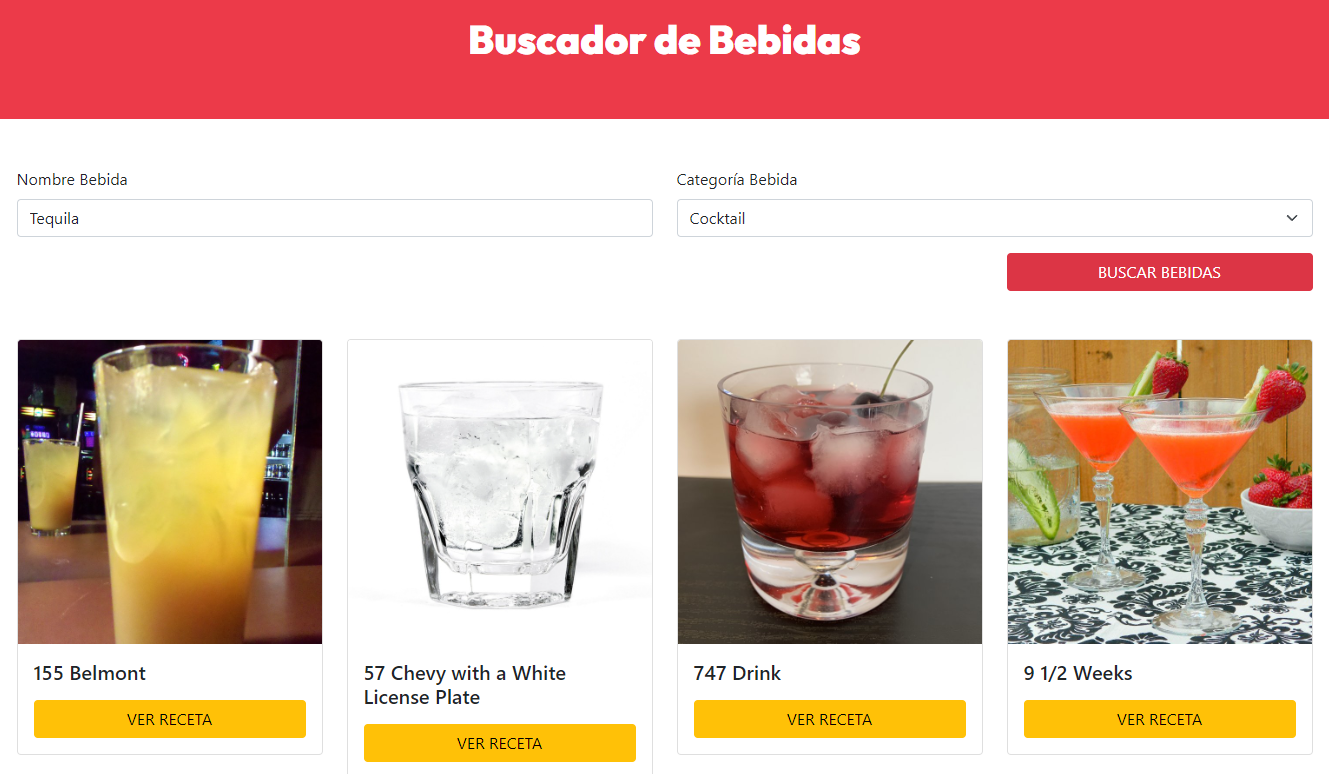 Buscador de Bebidas
Nombre Bebida
Categoría Bebida
Tequila
Cocktail
BUSCAR BEBIDAS
155 Belmont
VER RECETA
57 Chevy with a White
License Plate
VER RECETA
747 Drink
VER RECETA
9 1/2 Weeks
VER RECETA